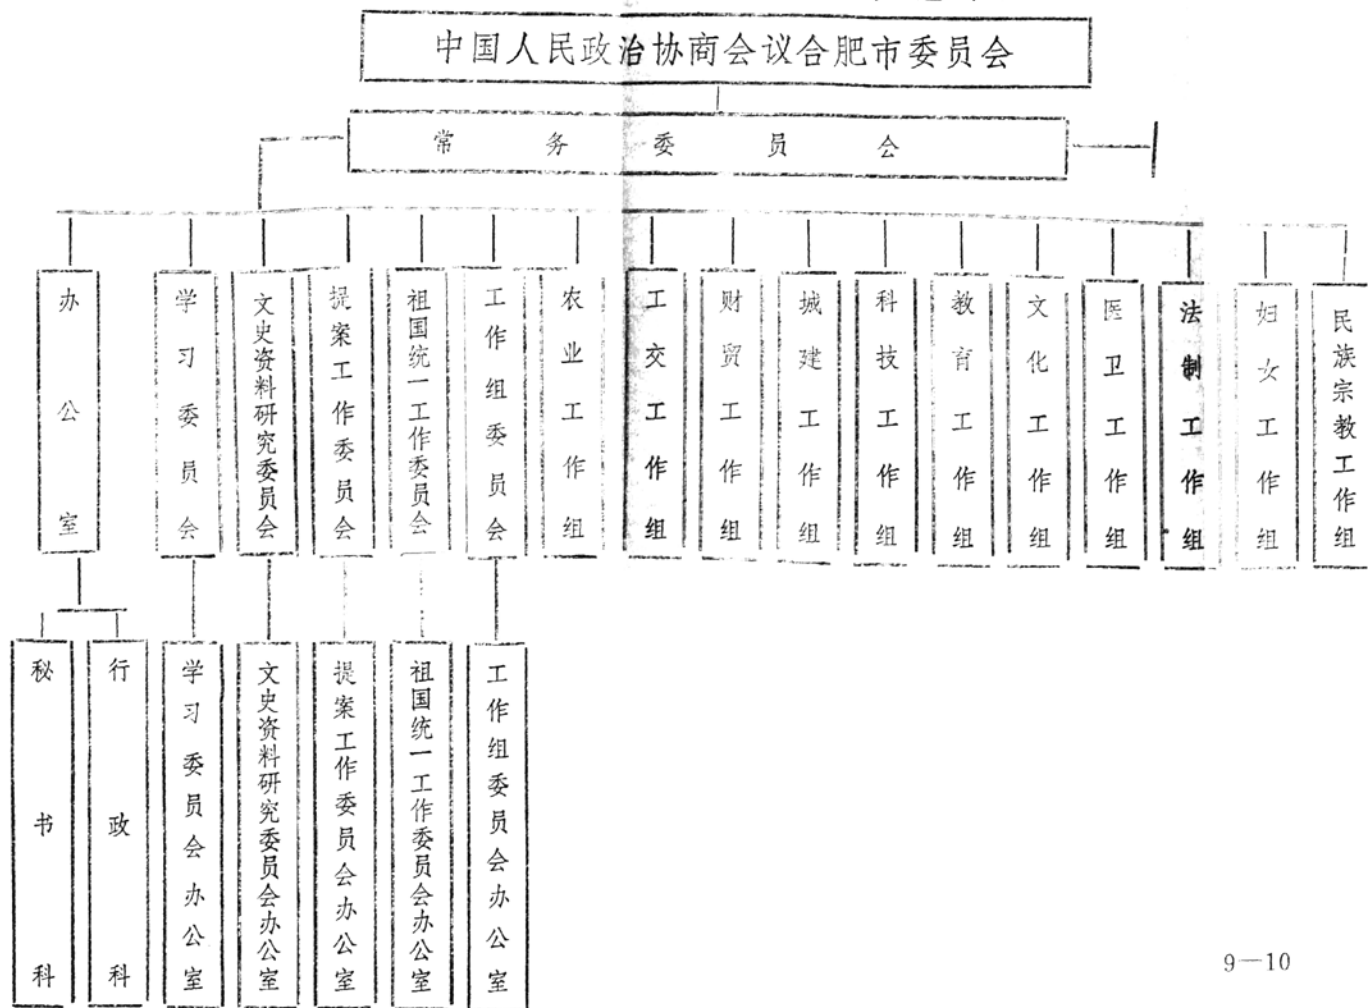 中国人民政治协商会议合肥市委员会
常务委员会
办公室
学习委员会
文史资料研究委员会
提案工作委员会
祖国统一工作委员会
工作组委员会
农业工作组
工交工作组
财贸工作组
城建工作组
科技工作组
教育工作组
文化工作组
医卫工作组
法制工作组
妇女工作组
民族宗教工作组
秘书科
行政科
学习委员会办公室
文史资料研究委员会办公室
提案工作委员会办公室
祖国统一工作委员会办公室
工作组委员会办公室
9—10